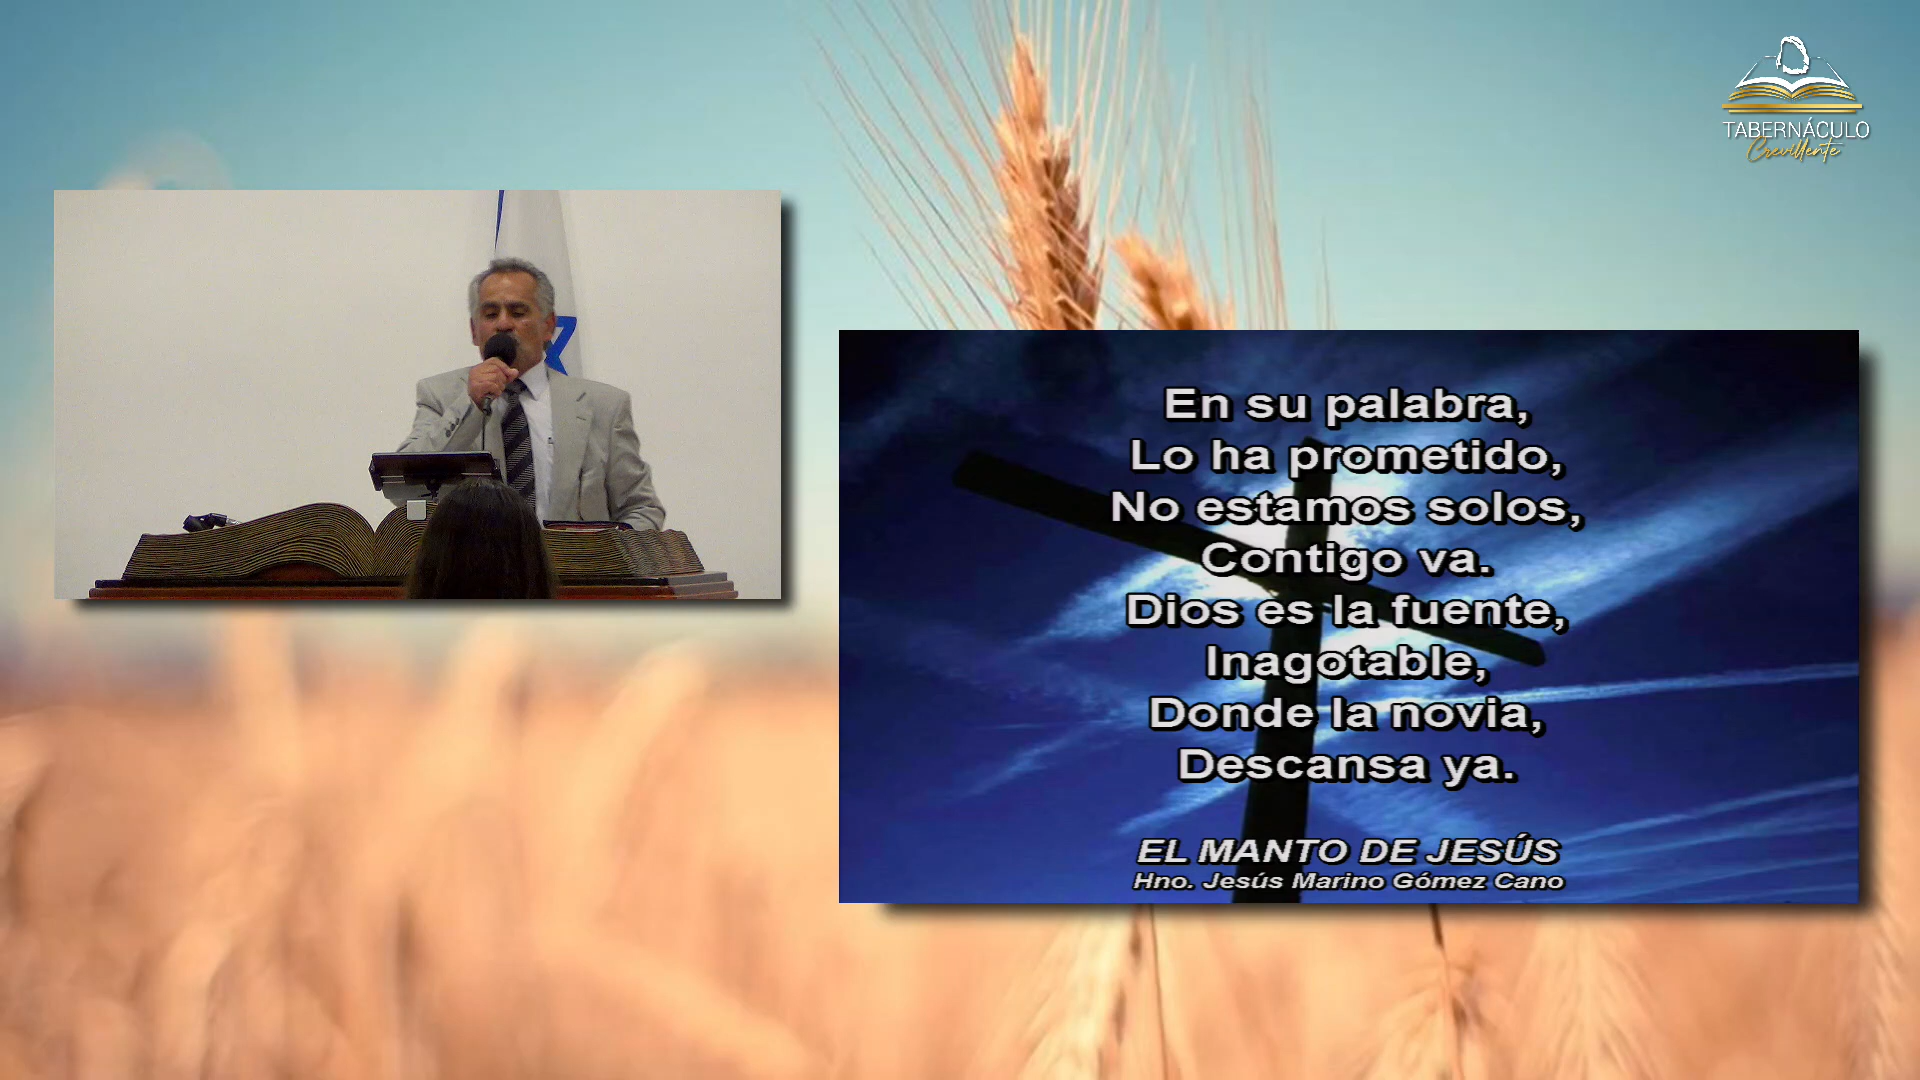 TABERNÁCULO
Crevillente
En su palabra,
Lo ha prometido,
No estamos solos,
Contigo va.
Dios es la fuente,
Inagotable,
Donde la novia,
Descansa ya.
EL MANTO DE JESÚS
Hno. Jesús Marino Gómez Cano